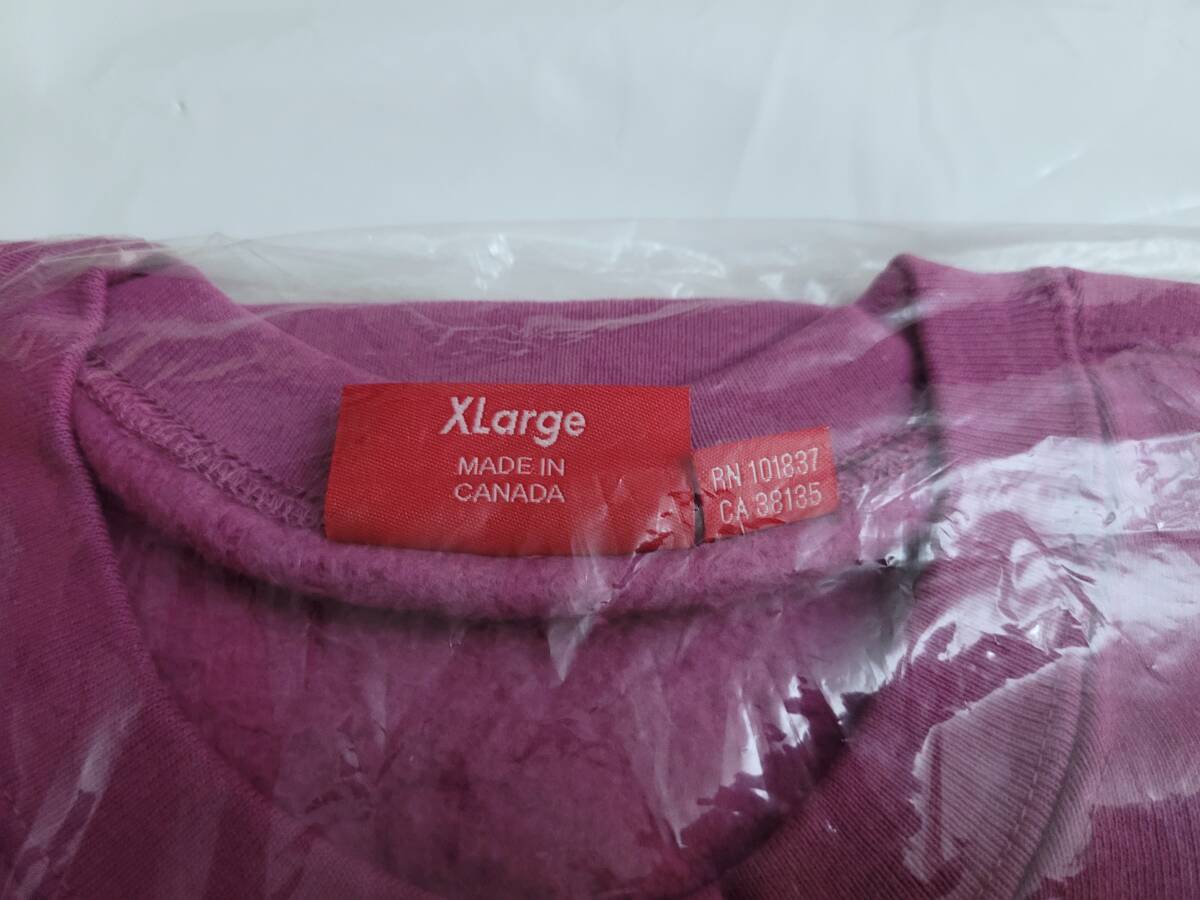 XLarge
MADE IN
CANADA
RN 101837
CA 38135